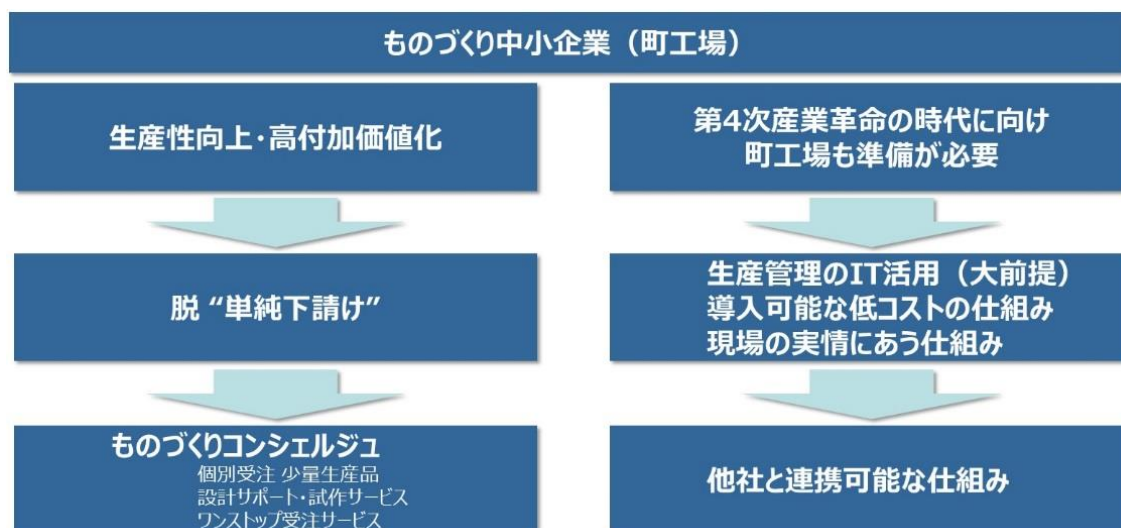 ものづくり中小企業（町工場）
生産性向上･高付加価値化
脱 “単純下請け”
ものづくりコンシェルジュ
個別受注 少量生産品
設計サポート･試作サービス
ワンストップ受注サービス
第4次産業革命の時代に向け
町工場も準備が必要
生産管理のIT活用（大前提）
導入可能な低コストの仕組み
現場の実情にあう仕組み
他社と連携可能な仕組み